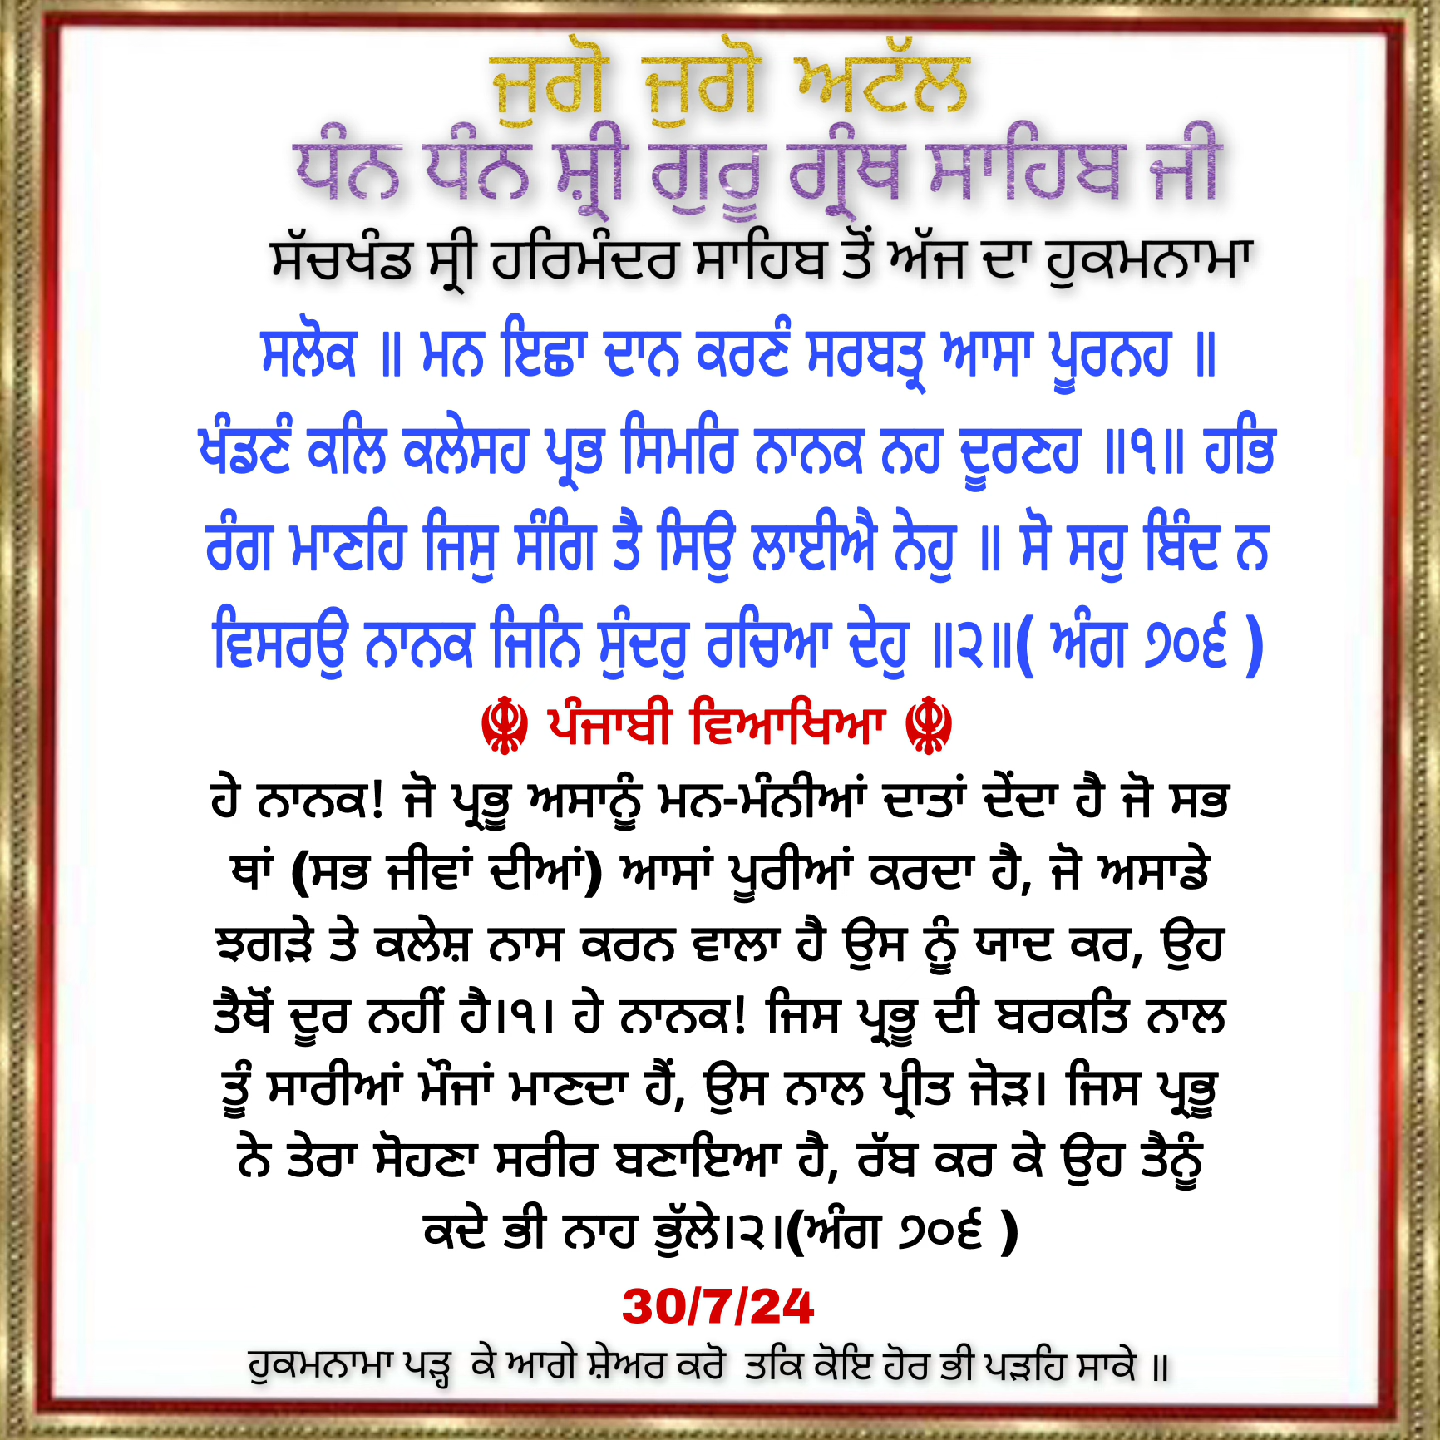 ਜੁਗੋ ਜੁਗੋ ਅਟੱਲ
ਧੰਨ ਧੰਨ ਸ਼੍ਰੀ ਗੁਰੂ ਗ੍ਰੰਥ ਸਾਹਿਬ ਜੀ
ਸੱਚਖੰਡ ਸ੍ਰੀ ਹਰਿਮੰਦਰ ਸਾਹਿਬ ਤੋਂ ਅੱਜ ਦਾ ਹੁਕਮਨਾਮਾ
ਸਲੋਕ ॥ ਮਨ ਇਛਾ ਦਾਨ ਕਰਣੰ ਸਰਬਤ੍ਰ ਆਸਾ ਪੂਰਨਹ ॥
ਖੰਡਣੰ ਕਲਿ ਕਲੇਸਹ ਪ੍ਰਭ ਸਿਮਰਿ ਨਾਨਕ ਨਹ ਦੂਰਣਹ ॥੧॥ ਹਭਿ
ਰੰਗ ਮਾਣਹਿ ਜਿਸੁ ਸੰਗਿ ਤੈ ਸਿਉ ਲਾਈਐ ਨੇਹੁ ॥ ਸੋ ਸਹੁ ਬਿੰਦ ਨ
ਵਿਸਰਉ ਨਾਨਕ ਜਿਨਿ ਸੁੰਦਰੁ ਰਚਿਆ ਦੇਹੁ ॥੨॥( ਅੰਗ ੭੦੬ )
ਪੰਜਾਬੀ ਵਿਆਖਿਆ
ਹੇ ਨਾਨਕ! ਜੋ ਪ੍ਰਭੂ ਅਸਾਨੂੰ ਮਨ-ਮੰਨੀਆਂ ਦਾਤਾਂ ਦੇਂਦਾ ਹੈ ਜੋ ਸਭ
ਥਾਂ (ਸਭ ਜੀਵਾਂ ਦੀਆਂ) ਆਸਾਂ ਪੂਰੀਆਂ ਕਰਦਾ ਹੈ, ਜੋ ਅਸਾਡੇ
ਝਗੜੇ ਤੇ ਕਲੇਸ਼ ਨਾਸ ਕਰਨ ਵਾਲਾ ਹੈ ਉਸ ਨੂੰ ਯਾਦ ਕਰ, ਉਹ
ਤੈਥੋਂ ਦੂਰ ਨਹੀਂ ਹੈ।੧। ਹੇ ਨਾਨਕ! ਜਿਸ ਪ੍ਰਭੂ ਦੀ ਬਰਕਤਿ ਨਾਲ
ਤੂੰ ਸਾਰੀਆਂ ਮੌਜਾਂ ਮਾਣਦਾ ਹੈਂ, ਉਸ ਨਾਲ ਪ੍ਰੀਤ ਜੋੜ। ਜਿਸ ਪ੍ਰਭੂ
ਨੇ ਤੇਰਾ ਸੋਹਣਾ ਸਰੀਰ ਬਣਾਇਆ ਹੈ, ਰੱਬ ਕਰ ਕੇ ਉਹ ਤੈਨੂੰ
ਕਦੇ ਭੀ ਨਾਹ ਭੁੱਲੇ।੨।(ਅੰਗ ੭੦੬ )
30/7/24
ਹੁਕਮਨਾਮਾ ਪੜ੍ਹ ਕੇ ਆਗੇ ਸ਼ੇਅਰ ਕਰੋ ਤਕਿ ਕੋਇ ਹੋਰ ਭੀ ਪੜਹਿ ਸਾਕੇ ॥